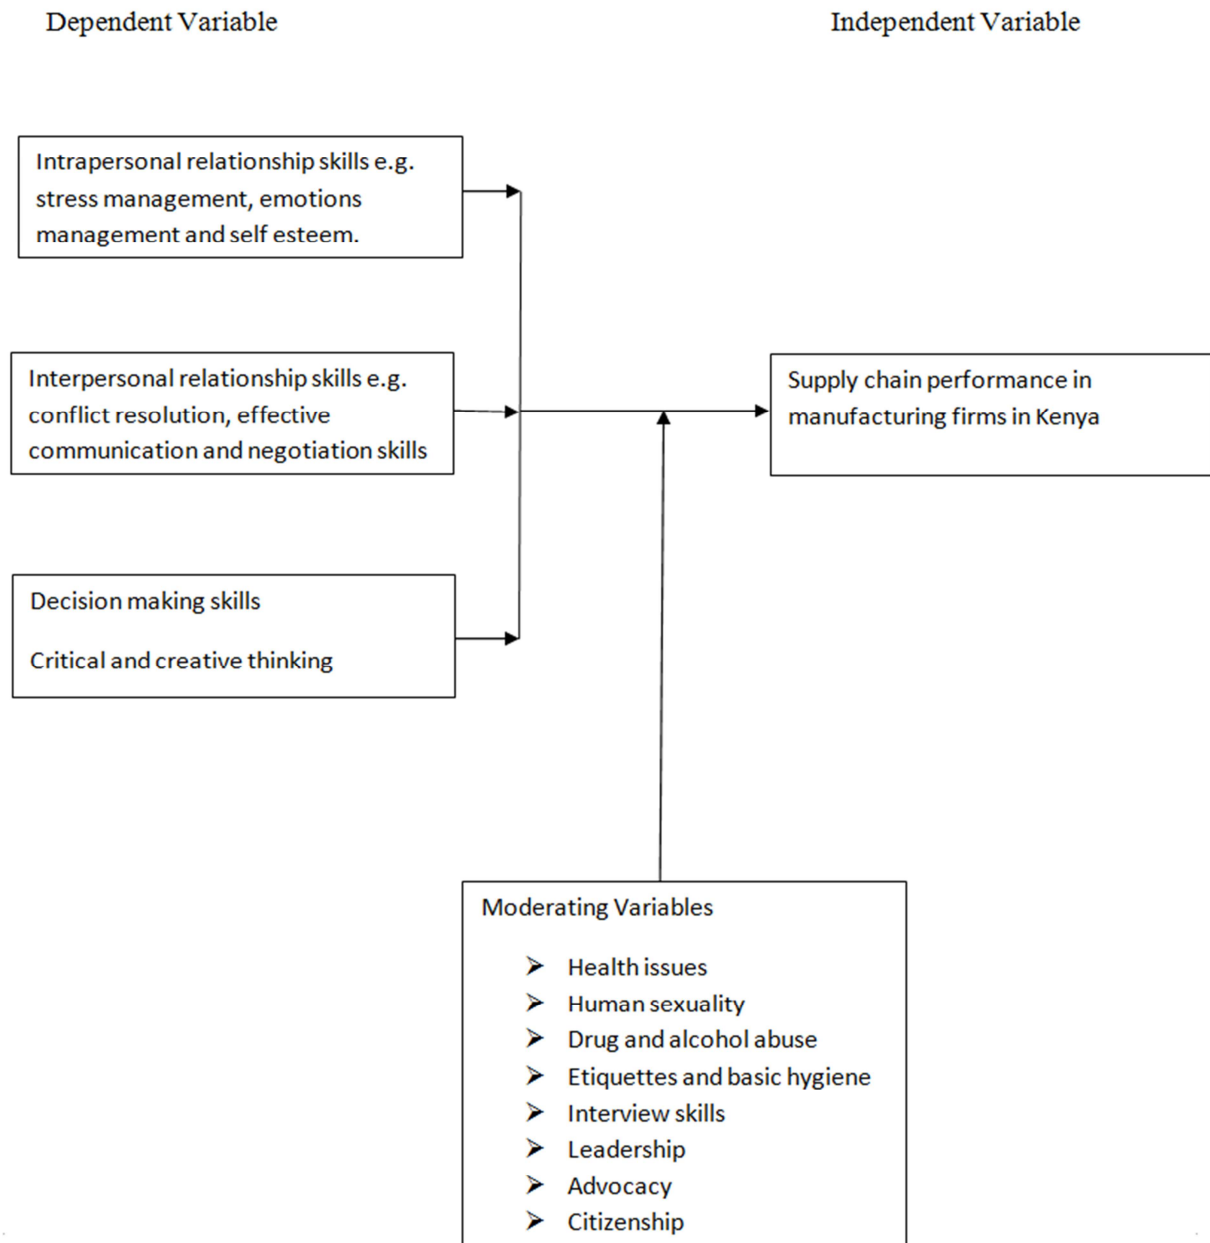 Dependent Variable
Independent Variable
Intrapersonal relationship skills e.g.
stress management, emotions
management and self esteem.
Interpersonal relationship skills e.g.
conflict resolution, effective
communication and negotiation skills
Supply chain performance in
manufacturing firms in Kenya
Decision making skills
Critical and creative thinking
Moderating Variables
➢ Health issues
➢ Human sexuality
➢ Drug and alcohol abuse
➢ Etiquettes and basic hygiene
➢ Interview skills
➢ Leadership
➢ Advocacy
➢ Citizenship